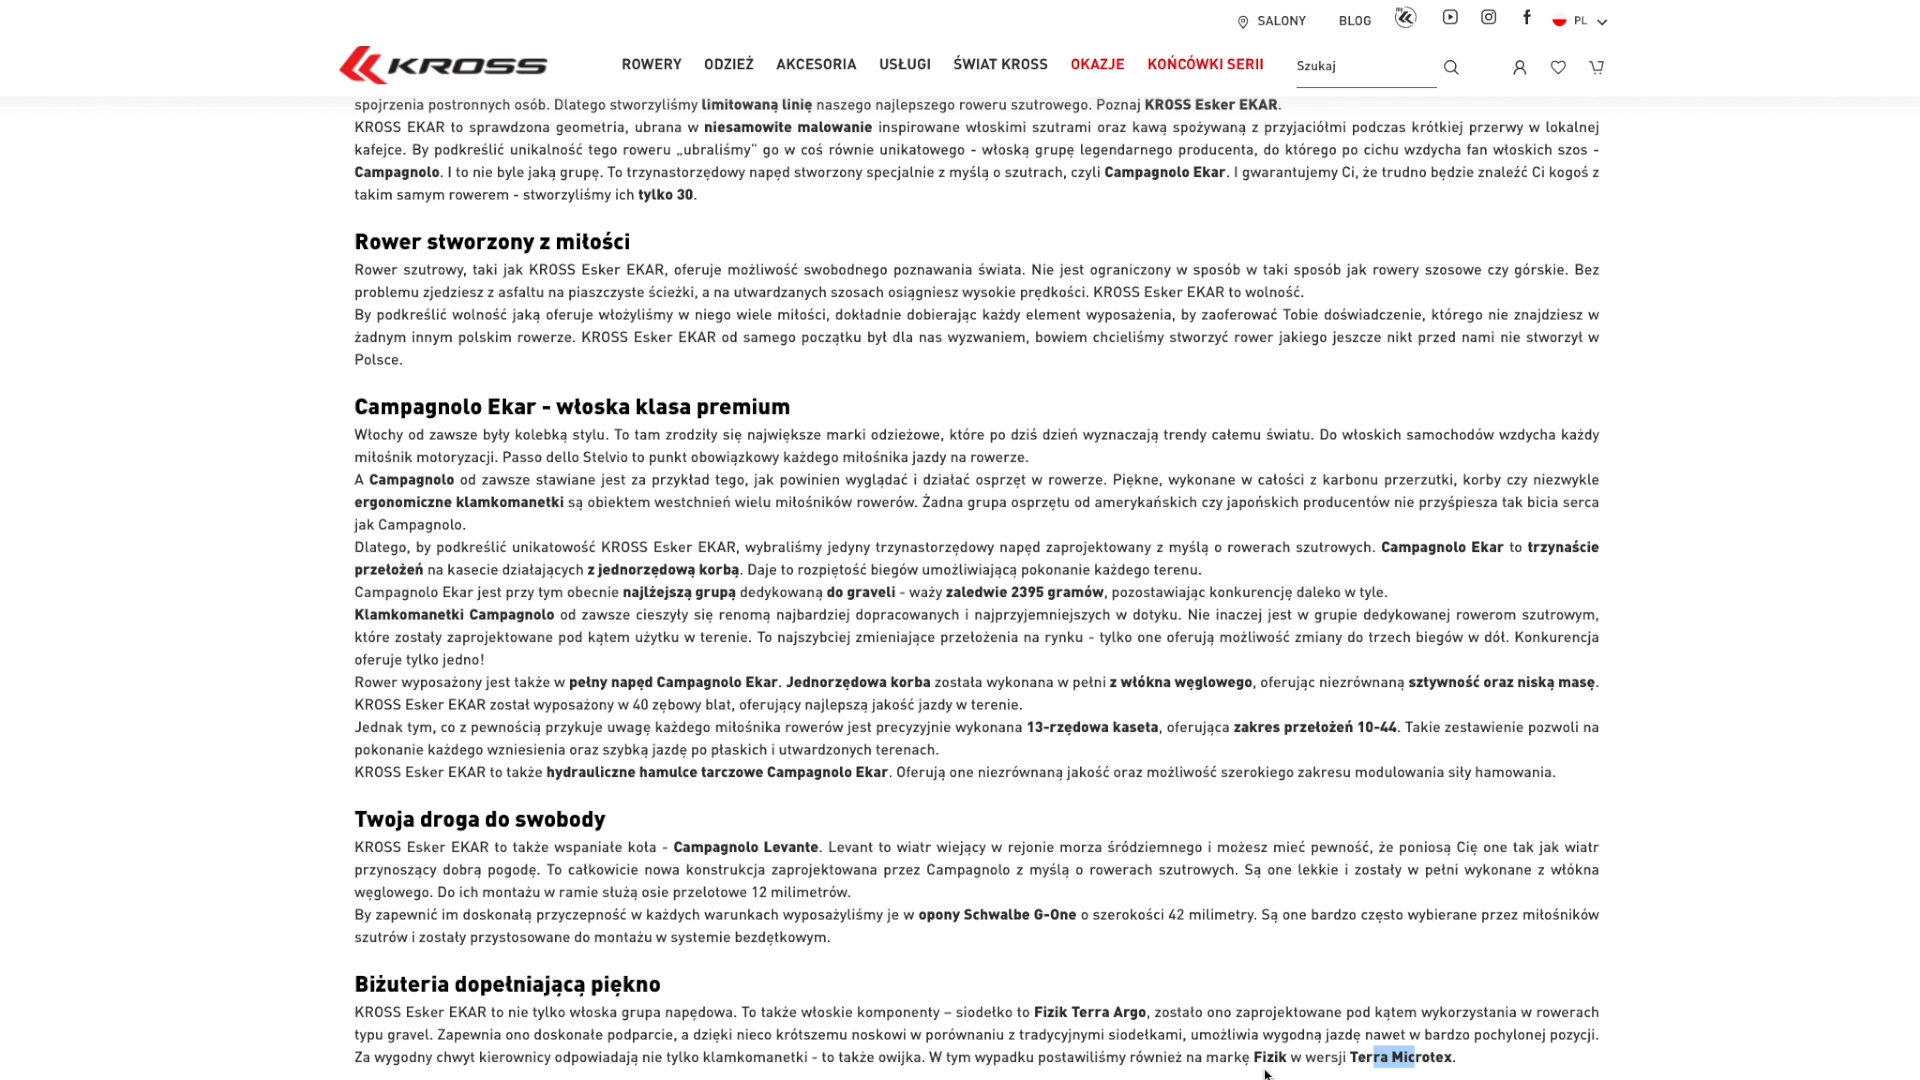 SALONY BLOG PL
KROSS
ROWERY ODZIEŻ AKCESORIA USŁUGI ŚWIAT KROSS OKAZJE KOŃCÓWKI SERII Szukaj
spojrzenia postronnych osób. Dlatego stworzyliśmy limitowaną linię naszego najlepszego roweru szutrowego. Poznaj KROSS Esker EKAR.
KROSS EKAR to sprawdzona geometria, ubrana w niesamowite malowanie inspirowane włoskimi szutrami oraz kawą spożywaną z przyjaciółmi podczas krótkiej przerwy w lokalnej
kafejce. By podkreślić unikalność tego roweru „ubraliśmy” go w coś równie unikatowego - włoską grupę legendarnego producenta, do którego po cichu wzdycha fan włoskich szos -
Campagnolo. I to nie byle jaką grupę. To trzynastorzędowy napęd stworzony specjalnie z myślą o szutrach, czyli Campagnolo Ekar. I gwarantujemy Ci, że trudno będzie znaleźć Ci kogoś z
takim samym rowerem - stworzyliśmy ich tylko 30.
Rower stworzony z miłości
Rower szutrowy, taki jak KROSS Esker EKAR, oferuje możliwość swobodnego poznawania świata. Nie jest ograniczony w sposób w taki sposób jak rowery szosowe czy górskie. Bez
problemu zjedziesz z asfaltu na piaszczyste ścieżki, a na utwardzanych szosach osiągniesz wysokie prędkości. KROSS Esker EKAR to wolność.
By podkreślić wolność jaką oferuje włożyliśmy w niego wiele miłości, dokładnie dobierając każdy element wyposażenia, by zaoferować Tobie doświadczenie, którego nie znajdziesz w
żadnym innym polskim rowerze. KROSS Esker EKAR od samego początku był dla nas wyzwaniem, bowiem chcieliśmy stworzyć rower jakiego jeszcze nikt przed nami nie stworzył w
Polsce.
Campagnolo Ekar - włoska klasa premium
Włochy od zawsze były kolebką stylu. To tam zrodziły się największe marki odzieżowe, które po dziś dzień wyznaczają trendy całemu światu. Do włoskich samochodów wzdycha każdy
miłośnik motoryzacji. Passo dello Stelvio to punkt obowiązkowy każdego miłośnika jazdy na rowerze.
A Campagnolo od zawsze stawiane jest za przykład tego, jak powinien wyglądać i działać osprzęt w rowerze. Piękne, wykonane w całości z karbonu przerzutki, korby czy niezwykle
ergonomiczne klamkomanetki są obiektem westchnień wielu miłośników rowerów. Żadna grupa osprzętu od amerykańskich czy japońskich producentów nie przyśpiesza tak bicia serca
jak Campagnolo.
Dlatego, by podkreślić unikatowość KROSS Esker EKAR, wybraliśmy jedyny trzynastorzędowy napęd zaprojektowany z myślą o rowerach szutrowych. Campagnolo Ekar to trzynaście
przełożeń na kasecie działających z jednorzędową korbą. Daje to rozpiętość biegów umożliwiającą pokonanie każdego terenu.
Campagnolo Ekar jest przy tym obecnie najlżejszą grupą dedykowaną do graveli - waży zaledwie 2395 gramów, pozostawiając konkurencję daleko w tyle.
Klamkomanetki Campagnolo od zawsze cieszyły się renomą najbardziej dopracowanych i najprzyjemniejszych w dotyku. Nie inaczej jest w grupie dedykowanej rowerom szutrowym,
które zostały zaprojektowane pod kątem użytku w terenie. To najszybciej zmieniające przełożenia na rynku - tylko one oferują możliwość zmiany do trzech biegów w dół. Konkurencja
oferuje tylko jedno!
Rower wyposażony jest także w pełny napęd Campagnolo Ekar. Jednorzędowa korba została wykonana w pełni z włókna węglowego, oferując niezrównaną sztywność oraz niską masę.
KROSS Esker EKAR został wyposażony w 40 zębowy blat, oferujący najlepszą jakość jazdy w terenie.
Jednak tym, co z pewnością przykuje uwagę każdego miłośnika rowerów jest precyzyjnie wykonana 13-rzędowa kaseta, oferująca zakres przełożeń 10-44. Takie zestawienie pozwoli na
pokonanie każdego wzniesienia oraz szybką jazdę po płaskich i utwardzonych terenach.
KROSS Esker EKAR to także hydrauliczne hamulce tarczowe Campagnolo Ekar. Oferują one niezrównaną jakość oraz możliwość szerokiego zakresu modulowania siły hamowania.
Twoja droga do swobody
KROSS Esker EKAR to także wspaniałe koła - Campagnolo Levante. Levant to wiatr wiejący w rejonie morza śródziemnego i możesz mieć pewność, że poniosą Cię one tak jak wiatr
przynoszący dobrą pogodę. To całkowicie nowa konstrukcja zaprojektowana przez Campagnolo z myślą o rowerach szutrowych. Są one lekkie i zostały w pełni wykonane z włókna
węglowego. Do ich montażu w ramie służą osie przelotowe 12 milimetrów.
By zapewnić im doskonałą przyczepność w każdych warunkach wyposażyliśmy je w opony Schwalbe G-One o szerokości 42 milimetry. Są one bardzo często wybierane przez miłośników
szutrów i zostały przystosowane do montażu w systemie bezdętkowym.
Biżuteria dopełniającą piękno
KROSS Esker EKAR to nie tylko włoska grupa napędowa. To także włoskie komponenty – siodełko to Fizik Terra Argo, zostało ono zaprojektowane pod kątem wykorzystania w rowerach
typu gravel. Zapewnia ono doskonałe podparcie, a dzięki nieco krótszemu noskowi w porównaniu z tradycyjnymi siodełkami, umożliwia wygodną jazdę nawet w bardzo pochylonej pozycji.
Za wygodny chwyt kierownicy odpowiadają nie tylko klamkomanetki - to także owijka. W tym wypadku postawiliśmy również na markę Fizik w wersji Terra Microtex.